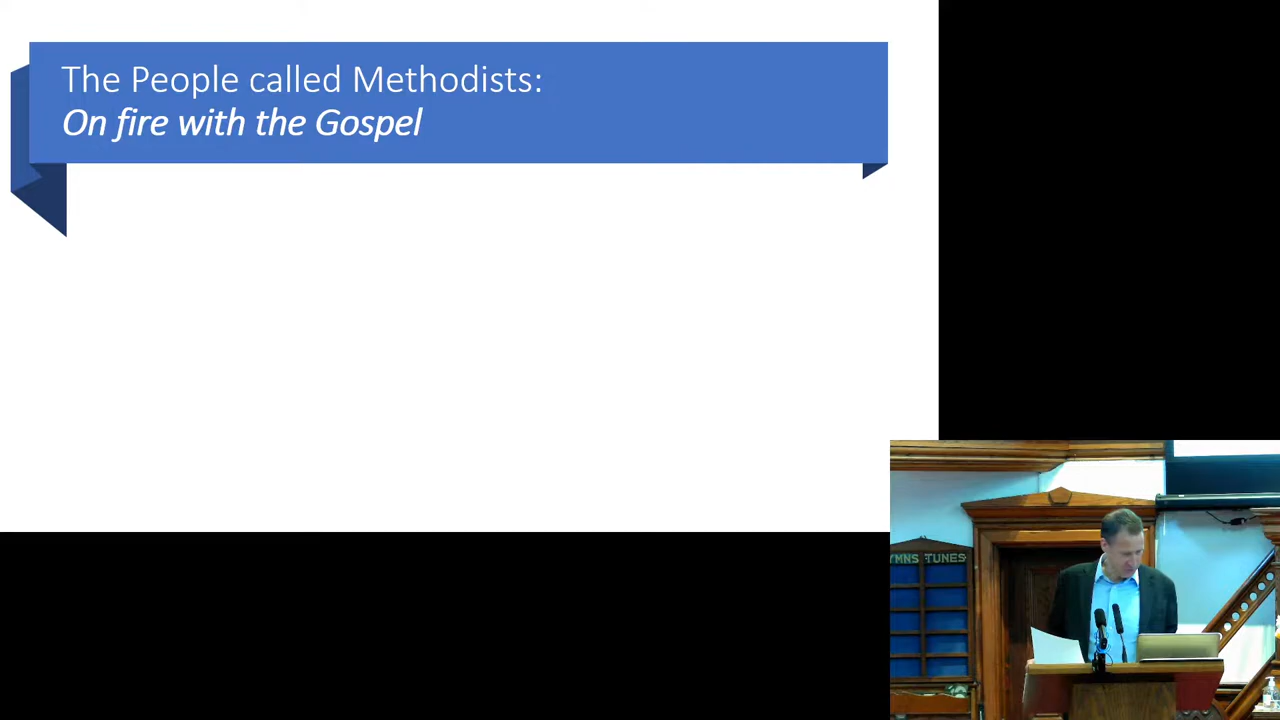 The People called Methodists:
On fire with the Gospel
YMNS TUNES